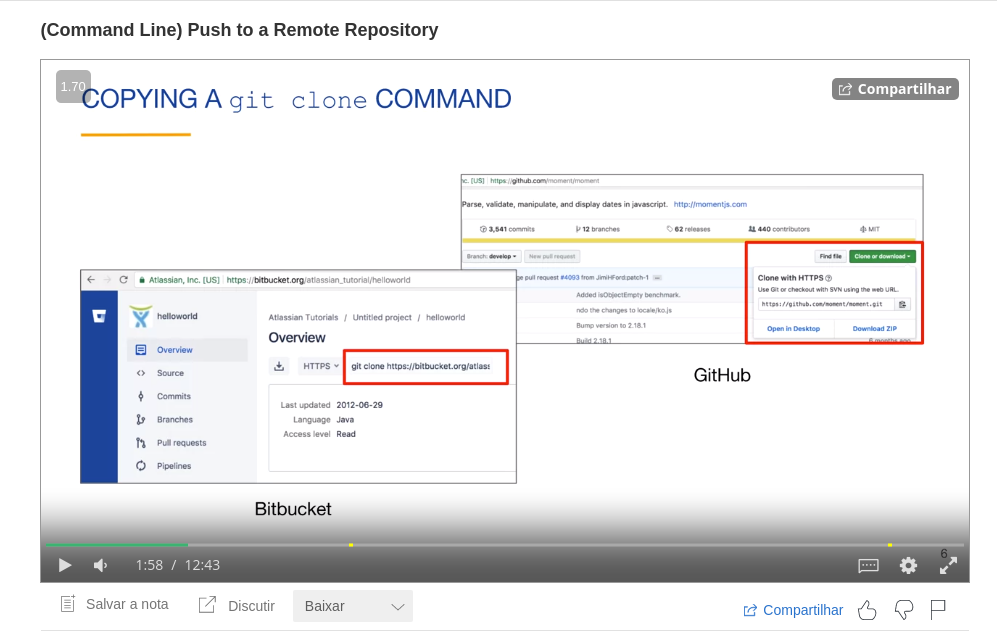 (Command Line) Push to a Remote Repository
1.70
COPYING A git clone COMMAND
Compartilhar
nc. [US] https://github.com/moment/moment
Parse, validate, manipulate, and display dates in javascript. http://momentjs.com
3,541 commits 12 branches 62 releases 440 contributors MIT
Branch: develop New pull request Find file Clone or download
ge pull request #4093 from JimiHFord:patch-1
Clone with HTTPS
Use Git or checkout with SVN using the web URL.
Added isObjectEmpty benchmark.
https://github.com/moment/moment.git
ndo the changes to locale/ko.js
Bump version to 2.18.1
Open in Desktop Download ZIP
Build 2.18.1
6 months ago
GitHub
Atlassian, Inc. [US] https://bitbucket.org/atlassian_tutorial/helloworld
helloworld
Atlassian Tutorials / Untitled project / helloworld
Overview
Overview
Source
Commits
Branches
Pull requests
Pipelines
HTTPS git clone https://bitbucket.org/atlass
Last updated 2012-06-29
Language Java
Access level Read
Bitbucket
1:58 / 12:43
6
Salvar a nota Discutir Baixar Compartilhar